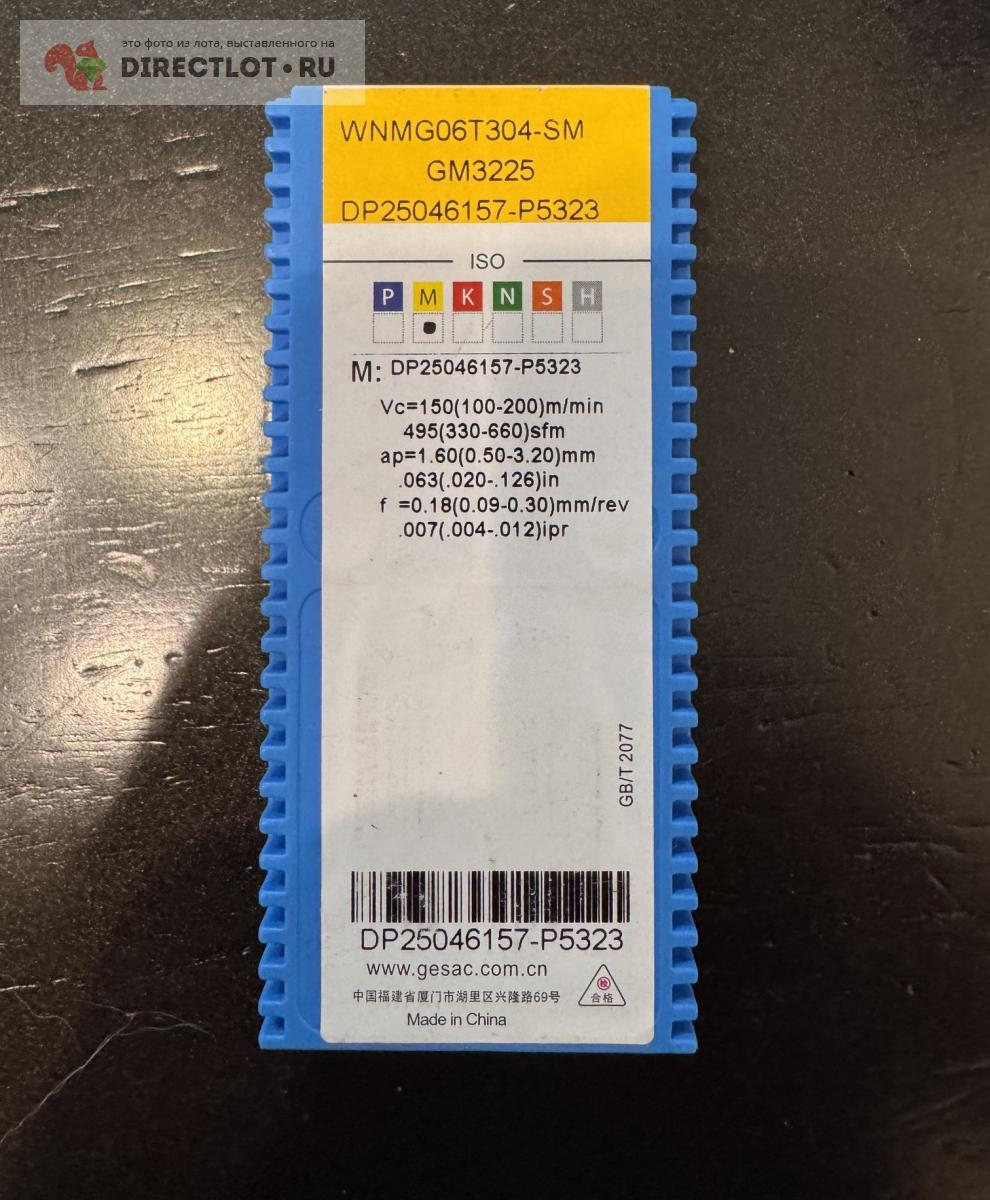 это фото из лота, выставленного на
DIRECTLOT.RU
WNMG06T304-SM
GM3225
DP25046157-P5323
ISO
P M K N S H
M: DP25046157-P5323
Vc=150(100-200)m/min
495(330-660)sfm
ap=1.60(0.50-3.20)mm
.063(.020-.126)in
f =0.18(0.09-0.30)mm/rev
.007(.004-.012)ipr
GB/T 2077
DP25046157-P5323
www.gesac.com.cn
中国福建省厦门市湖里区兴隆路69号
检
合格
Made in China